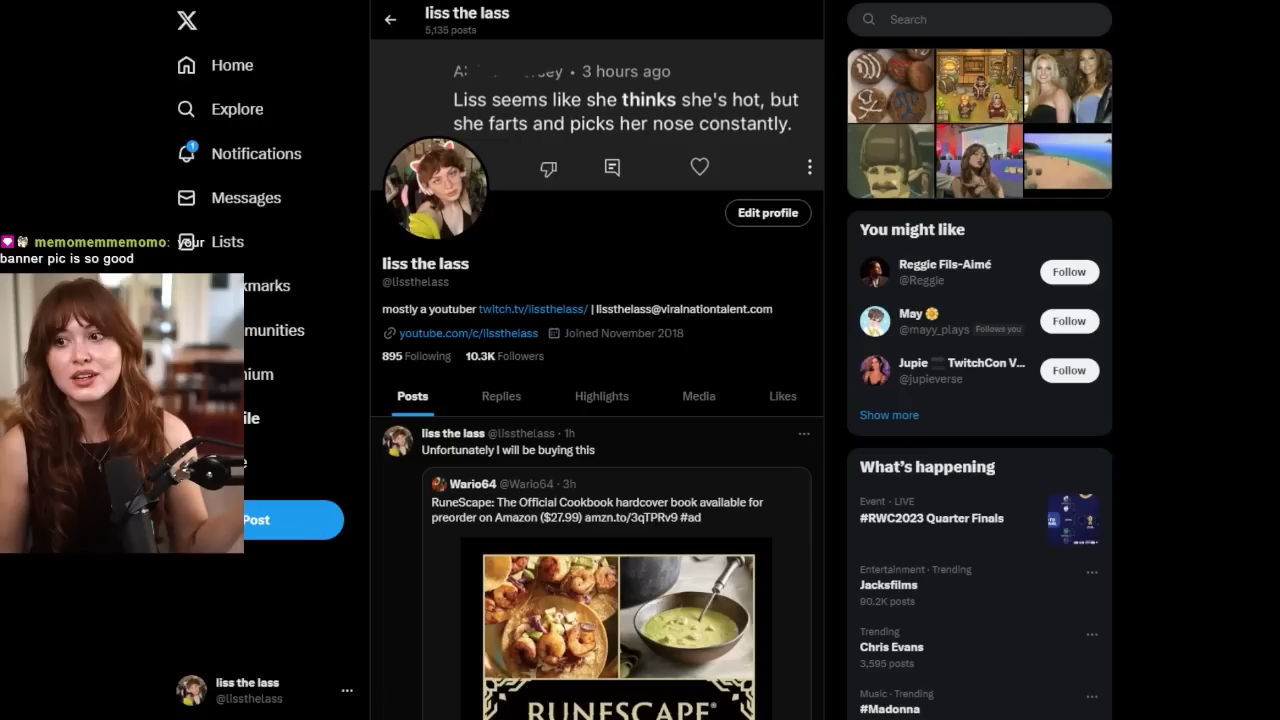 liss the lass
5,135 posts
3 hours ago
Liss seems like she thinks she's hot, but
she farts and picks her nose constantly.
Edit profile
liss the lass
@lissthelass
mostly a youtuber twitch.tv/lissthelass/ | lissthelass@viralnationtalent.com
youtube.com/c/lissthelass Joined November 2018
895 Following 10.3K Followers
Posts Replies Highlights Media Likes
liss the lass @lissthelass · 1h
Unfortunately I will be buying this
Wario64 @Wario64 · 3h
RuneScape: The Official Cookbook hardcover book available for
preorder on Amazon ($27.99) amzn.to/3qTPRv9 #ad
RUNESCAPE®
Home
Explore
1
Notifications
Messages
Lists
memomemmemomo: your
banner pic is so good
kmarks
munities
nium
ile
e
Post
liss the lass
@lissthelass
Search
You might like
Reggie Fils-Aimé
@Reggie
Follow
May
@mayy_plays Follows you
Follow
Jupie TwitchCon V...
@jupieverse
Follow
Show more
What's happening
Event · LIVE
#RWC2023 Quarter Finals
Entertainment · Trending
Jacksfilms
90.2K posts
Trending
Chris Evans
3,595 posts
Music · Trending
#Madonna